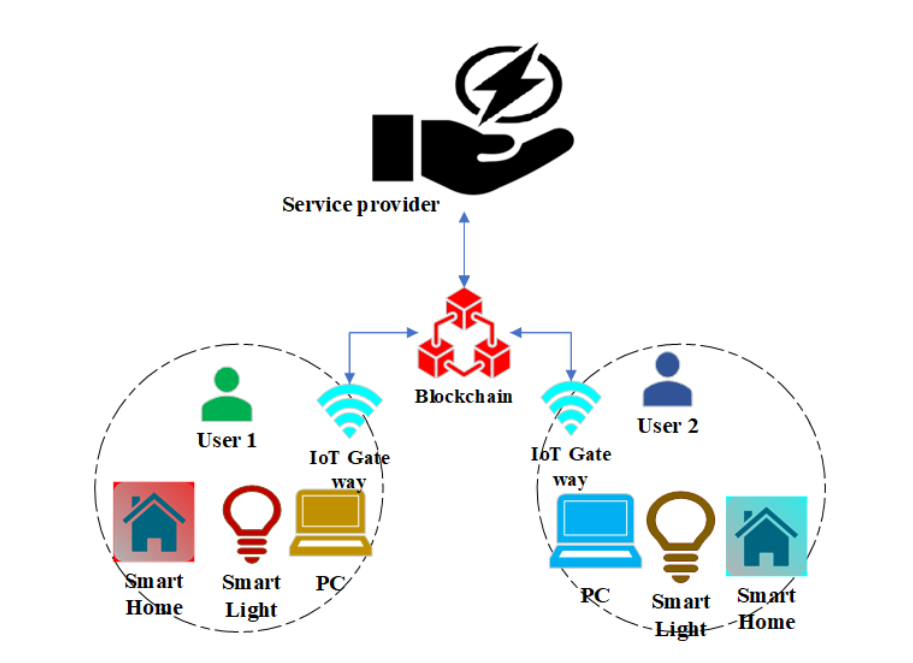 Service provider
Blockchain
User 1
IoT Gate
way
Smart
Home
Smart
Light
PC
User 2
IoT Gate
way
PC
Smart
Light
Smart
Home